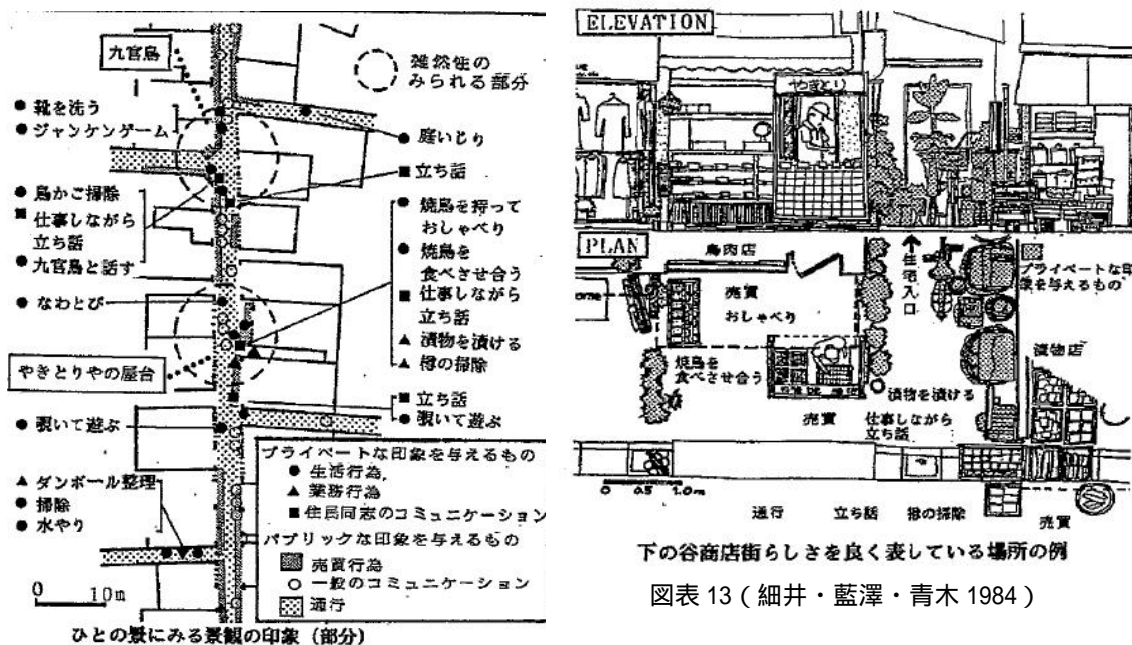 九官鳥
雑然性の
みられる部分
● 靴を洗う
● ジャンケンゲーム
● 庭いじり
■ 立ち話
● 鳥かご掃除
■ 仕事しながら
立ち話
● 九官鳥と話す
● 焼鳥を持って
おしゃべり
● 焼鳥を
食べさせ合う
■ 仕事しながら
立ち話
▲ 漬物を漬ける
▲ 樽の掃除
● なわとび
やきとりやの屋台
■ 立ち話
● 覗いて遊ぶ
● 覗いて遊ぶ
▲ ダンボール整理
● 掃除
● 水やり
プライベートな印象を与えるもの
● 生活行為
▲ 業務行為
■ 住民同志のコミュニケーション
パブリックな印象を与えるもの
売買行為
○ 一般のコミュニケーション
通行
0 10m
ひとの景にみる景観の印象(部分)
ELEVATION
やきとり
PLAN
鳥肉店
売買
おしゃべり
住宅入口
プライベートな印
象を与えるもの
漬物店
焼鳥を
食べさせ合う
漬物を漬ける
売買
仕事しながら
立ち話
0 0.5 1.0m
通行
立ち話
樽の掃除
売買
下の谷商店街らしさを良く表している場所の例
図表 13(細井・藍澤・青木 1984)